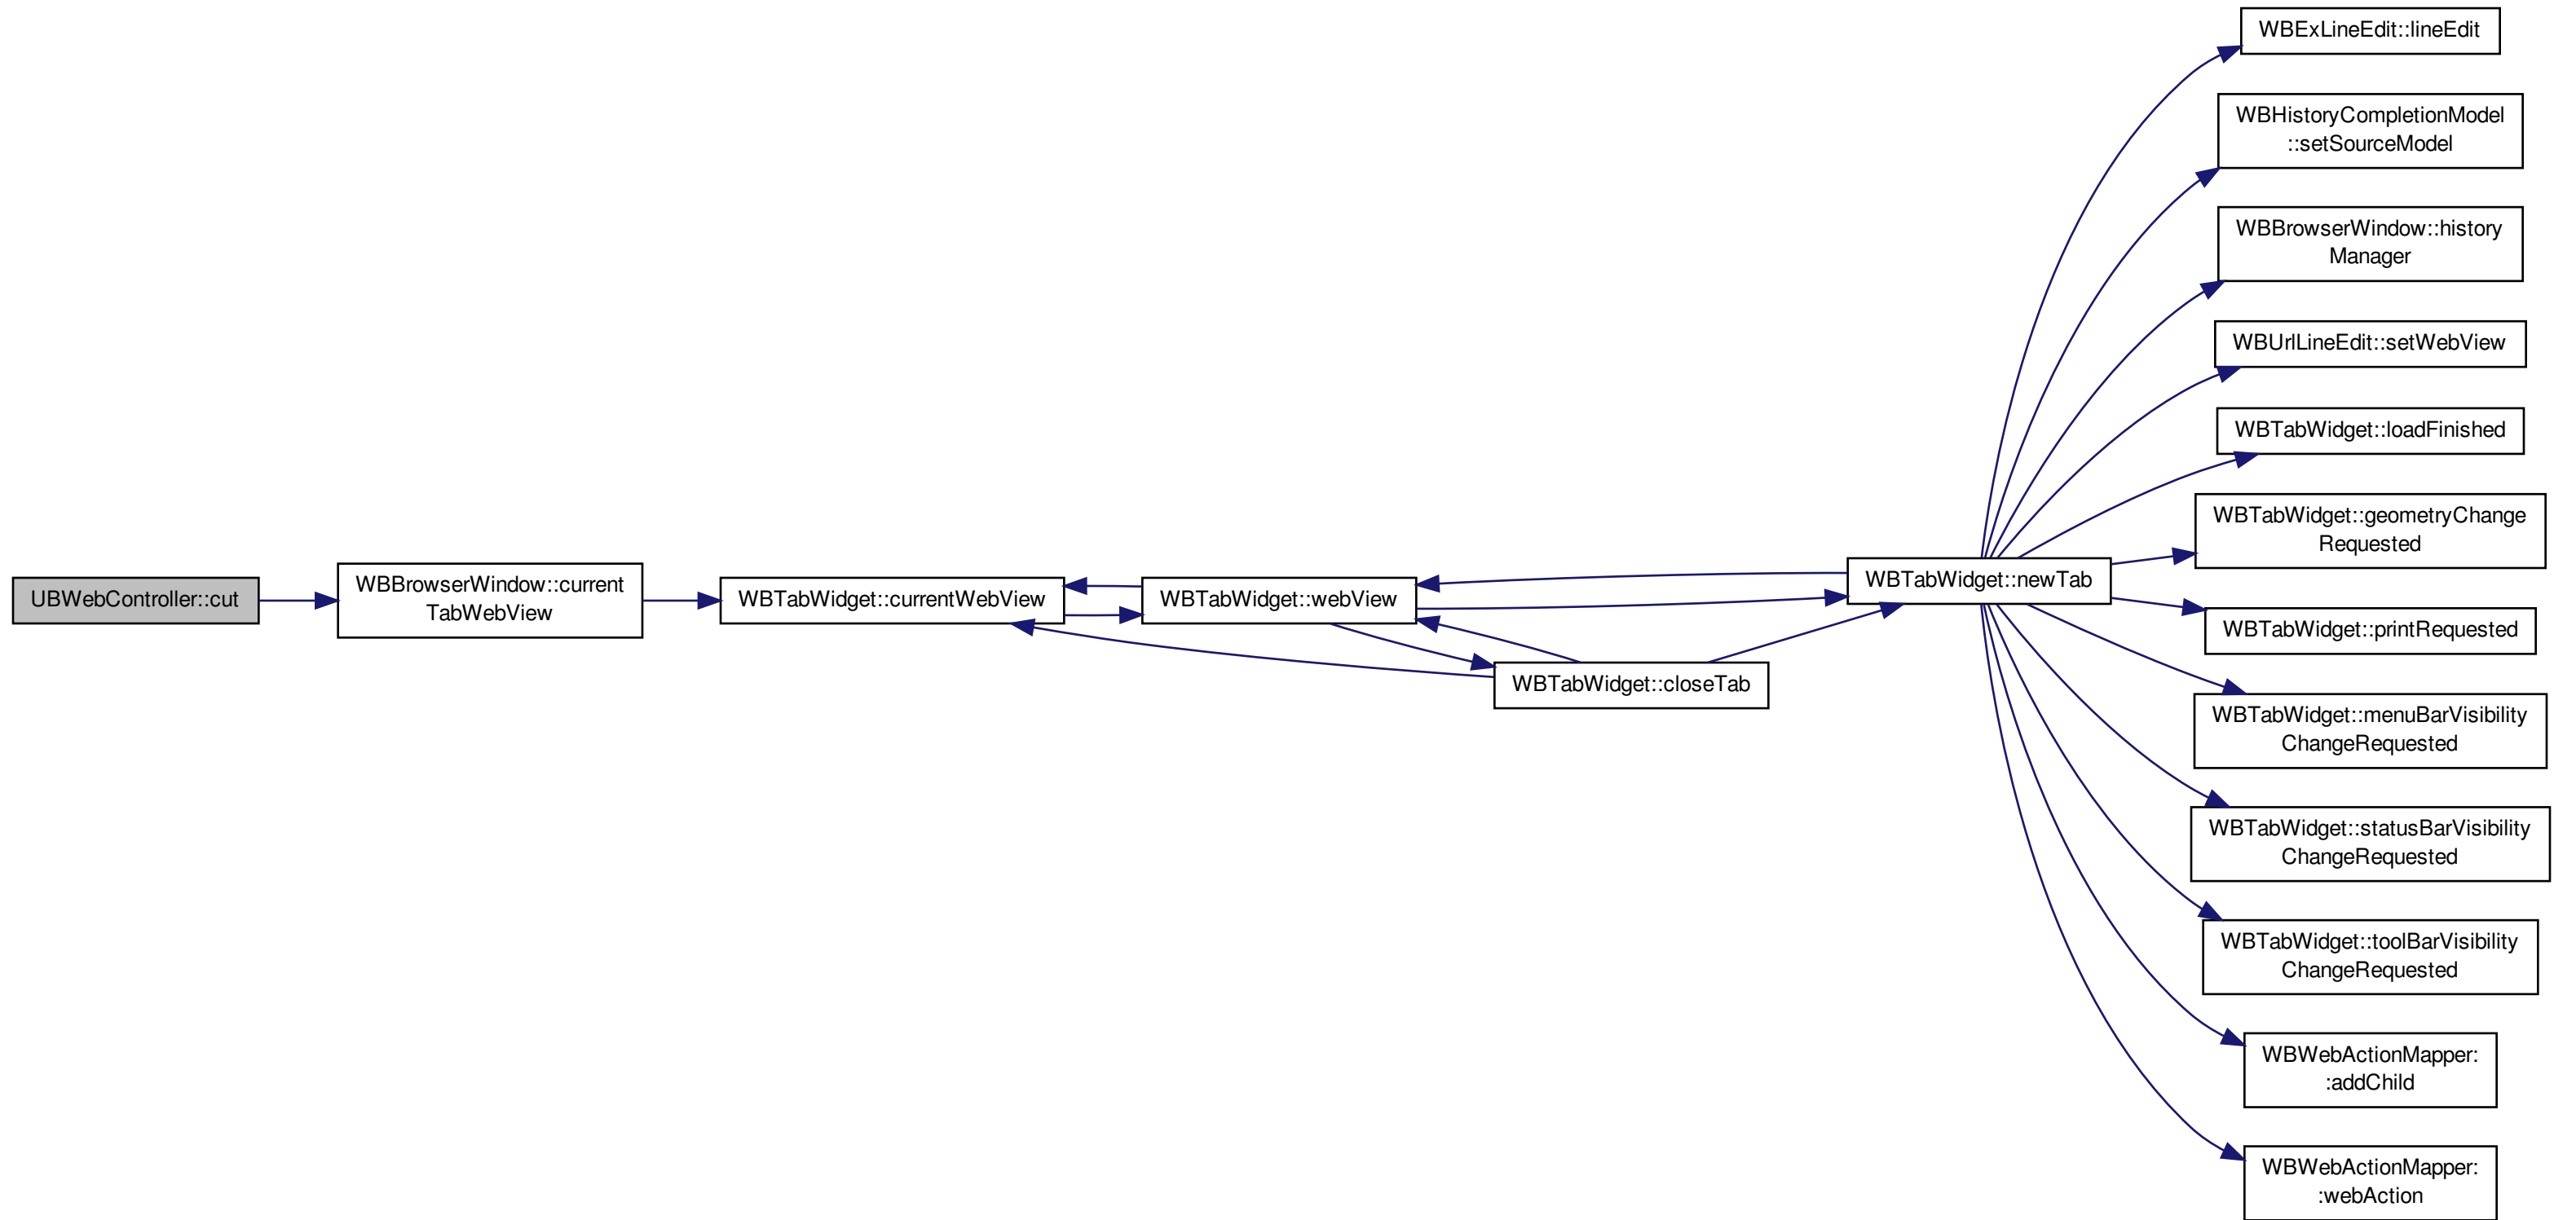 UBWebController::cut
WBBrowserWindow::current
TabWebView
WBTabWidget::currentWebView
WBTabWidget::webView
WBTabWidget::closeTab
WBTabWidget::newTab
WBExLineEdit::lineEdit
WBHistoryCompletionModel
::setSourceModel
WBBrowserWindow::history
Manager
WBUrlLineEdit::setWebView
WBTabWidget::loadFinished
WBTabWidget::geometryChange
Requested
WBTabWidget::printRequested
WBTabWidget::menuBarVisibility
ChangeRequested
WBTabWidget::statusBarVisibility
ChangeRequested
WBTabWidget::toolBarVisibility
ChangeRequested
WBWebActionMapper:
:addChild
WBWebActionMapper:
:webAction